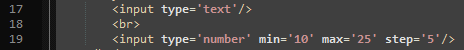 17 <input type='text'/>
18 <br>
19 <input type='number' min='10' max='25' step='5'/>